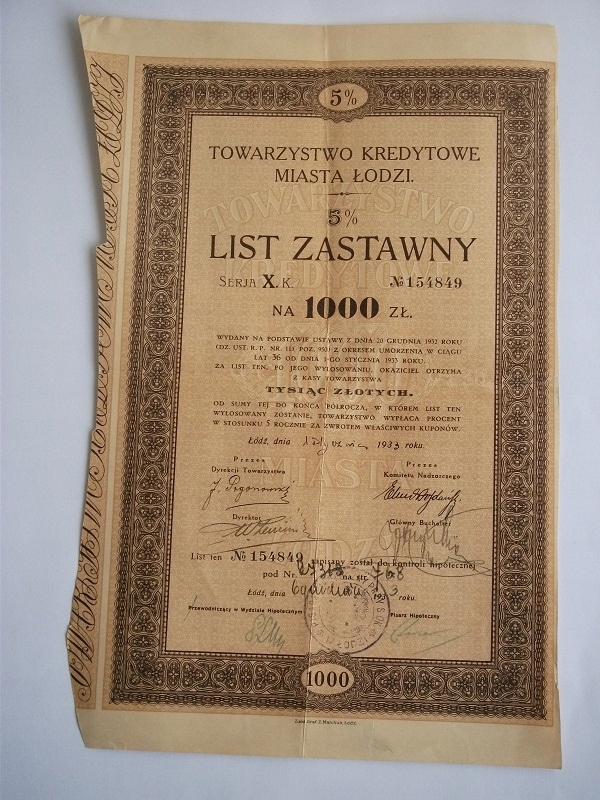 5%
TOWARZYSTWO KREDYTOWE
MIASTA ŁODZI.
5%
LIST ZASTAWNY
SERJA X. K. № 154849
NA 1000 ZŁ.
WYDANY NA PODSTAWIE USTAWY Z DNIA 20 GRUDNIA 1932 ROKU
(DZ. UST. R. P. NR. 115 POZ. 950) Z OKRESEM UMORZENIA W CIĄGU
LAT 36 OD DNIA 1-GO STYCZNIA 1933 ROKU.
ZA LIST TEN, PO JEGO WYLOSOWANIU, OKAZICIEL OTRZYMA
Z KASY TOWARZYSTWA
TYSIĄC ZŁOTYCH.
OD SUMY TEJ DO KOŃCA PÓŁROCZA, W KTÓREM LIST TEN
WYLOSOWANY ZOSTANIE, TOWARZYSTWO WYPŁACA PROCENT
W STOSUNKU 5 ROCZNIE ZA ZWROTEM WŁAŚCIWYCH KUPONÓW.
Łódź, dnia 1933 roku.
Prezes
Dyrekcji Towarzystwa
Prezes
Komitetu Nadzorczego
Dyrektor
Główny Buchalter
List ten № 154849 zapisany został do kontroli hipotecznej
pod Nr. na str. 768
Łódź, dnia 1933 roku.
Przewodniczący w Wydziale Hipotecznym
Pisarz Hipoteczny
1000